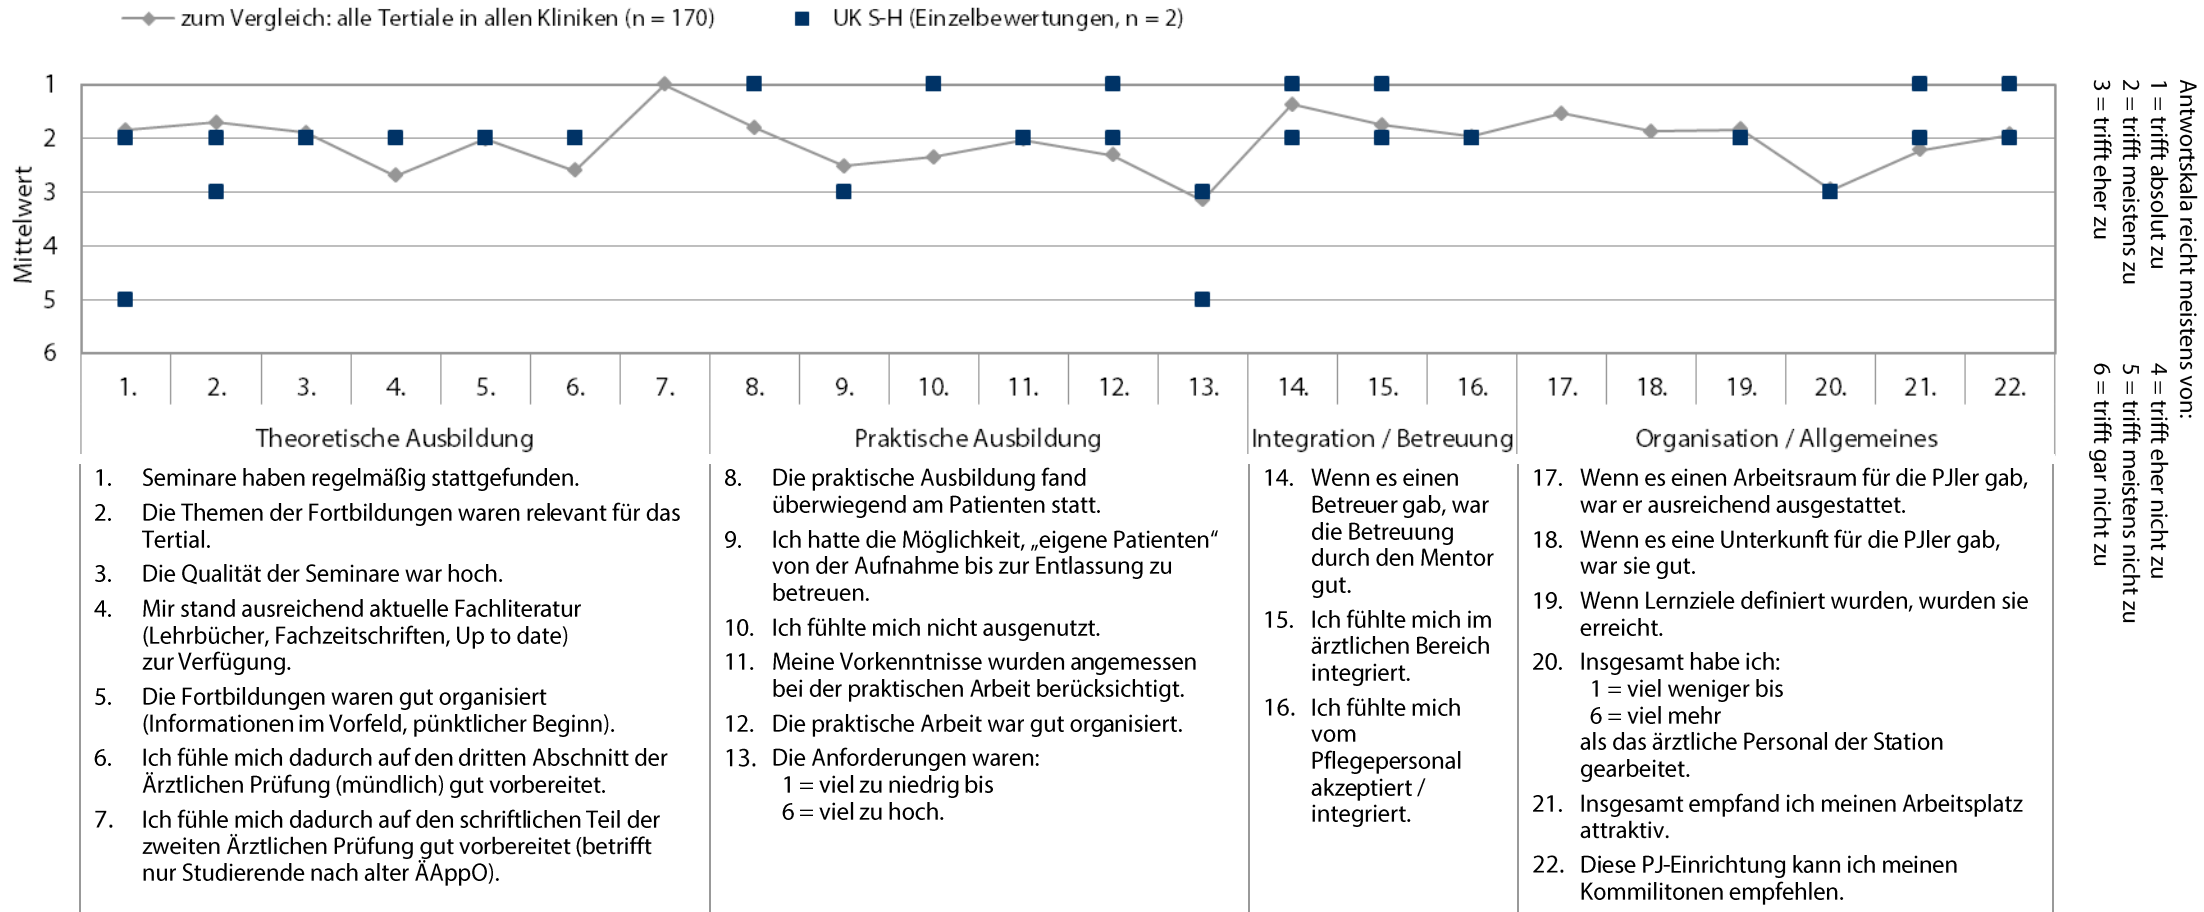 zum Vergleich: alle Tertiale in allen Kliniken (n = 170)
UK S-H (Einzelbewertungen, n = 2)
Mittelwert
1
2
3
4
5
6
1. 2. 3. 4. 5. 6. 7. 8. 9. 10. 11. 12. 13. 14. 15. 16. 17. 18. 19. 20. 21. 22.
Theoretische Ausbildung
Praktische Ausbildung
Integration / Betreuung
Organisation / Allgemeines
1. Seminare haben regelmäßig stattgefunden.
2. Die Themen der Fortbildungen waren relevant für das
Tertial.
3. Die Qualität der Seminare war hoch.
4. Mir stand ausreichend aktuelle Fachliteratur
(Lehrbücher, Fachzeitschriften, Up to date)
zur Verfügung.
5. Die Fortbildungen waren gut organisiert
(Informationen im Vorfeld, pünktlicher Beginn).
6. Ich fühle mich dadurch auf den dritten Abschnitt der
Ärztlichen Prüfung (mündlich) gut vorbereitet.
7. Ich fühle mich dadurch auf den schriftlichen Teil der
zweiten Ärztlichen Prüfung gut vorbereitet (betrifft
nur Studierende nach alter ÄAppO).
8. Die praktische Ausbildung fand
überwiegend am Patienten statt.
9. Ich hatte die Möglichkeit, „eigene Patienten“
von der Aufnahme bis zur Entlassung zu
betreuen.
10. Ich fühlte mich nicht ausgenutzt.
11. Meine Vorkenntnisse wurden angemessen
bei der praktischen Arbeit berücksichtigt.
12. Die praktische Arbeit war gut organisiert.
13. Die Anforderungen waren:
1 = viel zu niedrig bis
6 = viel zu hoch.
14. Wenn es einen
Betreuer gab, war
die Betreuung
durch den Mentor
gut.
15. Ich fühlte mich im
ärztlichen Bereich
integriert.
16. Ich fühlte mich
vom
Pflegepersonal
akzeptiert /
integriert.
17. Wenn es einen Arbeitsraum für die PJler gab,
war er ausreichend ausgestattet.
18. Wenn es eine Unterkunft für die PJler gab,
war sie gut.
19. Wenn Lernziele definiert wurden, wurden sie
erreicht.
20. Insgesamt habe ich:
1 = viel weniger bis
6 = viel mehr
als das ärztliche Personal der Station
gearbeitet.
21. Insgesamt empfand ich meinen Arbeitsplatz
attraktiv.
22. Diese PJ-Einrichtung kann ich meinen
Kommilitonen empfehlen.
Antwortskala reicht meistens von:
1 = trifft absolut zu
2 = trifft meistens zu
3 = trifft eher zu
4 = trifft eher nicht zu
5 = trifft meistens nicht zu
6 = trifft gar nicht zu